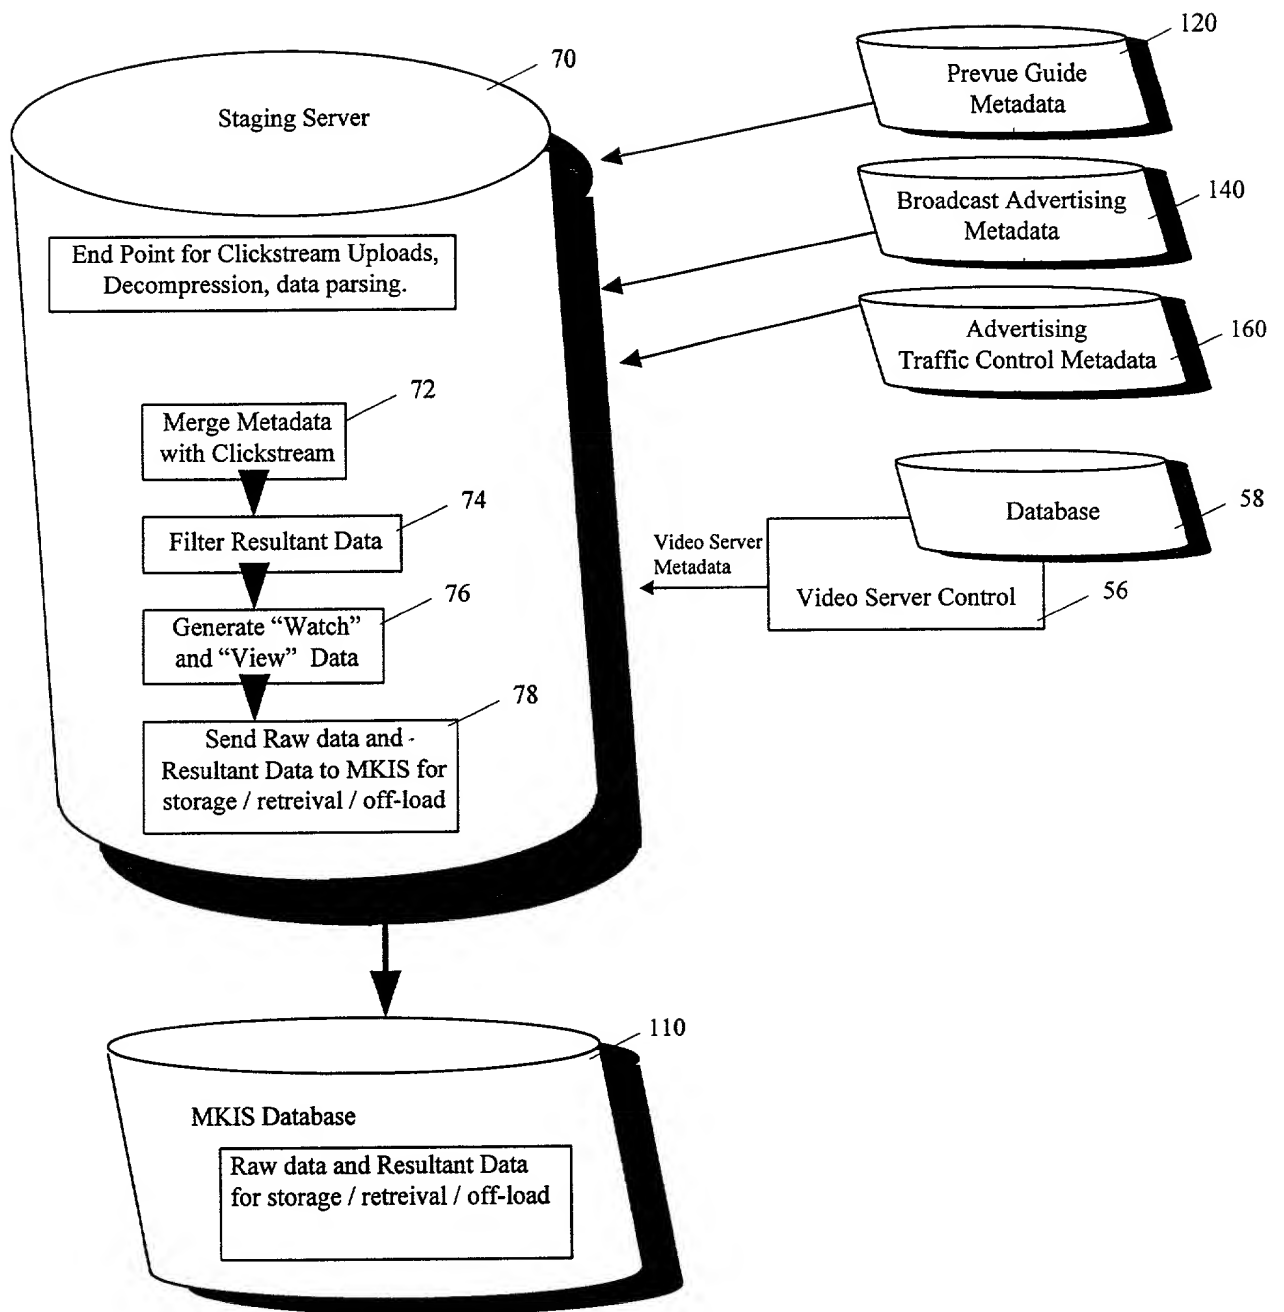 70
Staging Server
End Point for Clickstream Uploads,
Decompression, data parsing.
72
Merge Metadata
with Clickstream
74
Filter Resultant Data
76
Generate “Watch”
and “View” Data
78
Send Raw data and
Resultant Data to MKIS for
storage / retreival / off-load
120
Prevue Guide
Metadata
140
Broadcast Advertising
Metadata
160
Advertising
Traffic Control Metadata
58
Database
Video Server
Metadata
Video Server Control
56
110
MKIS Database
Raw data and Resultant Data
for storage / retreival / off-load